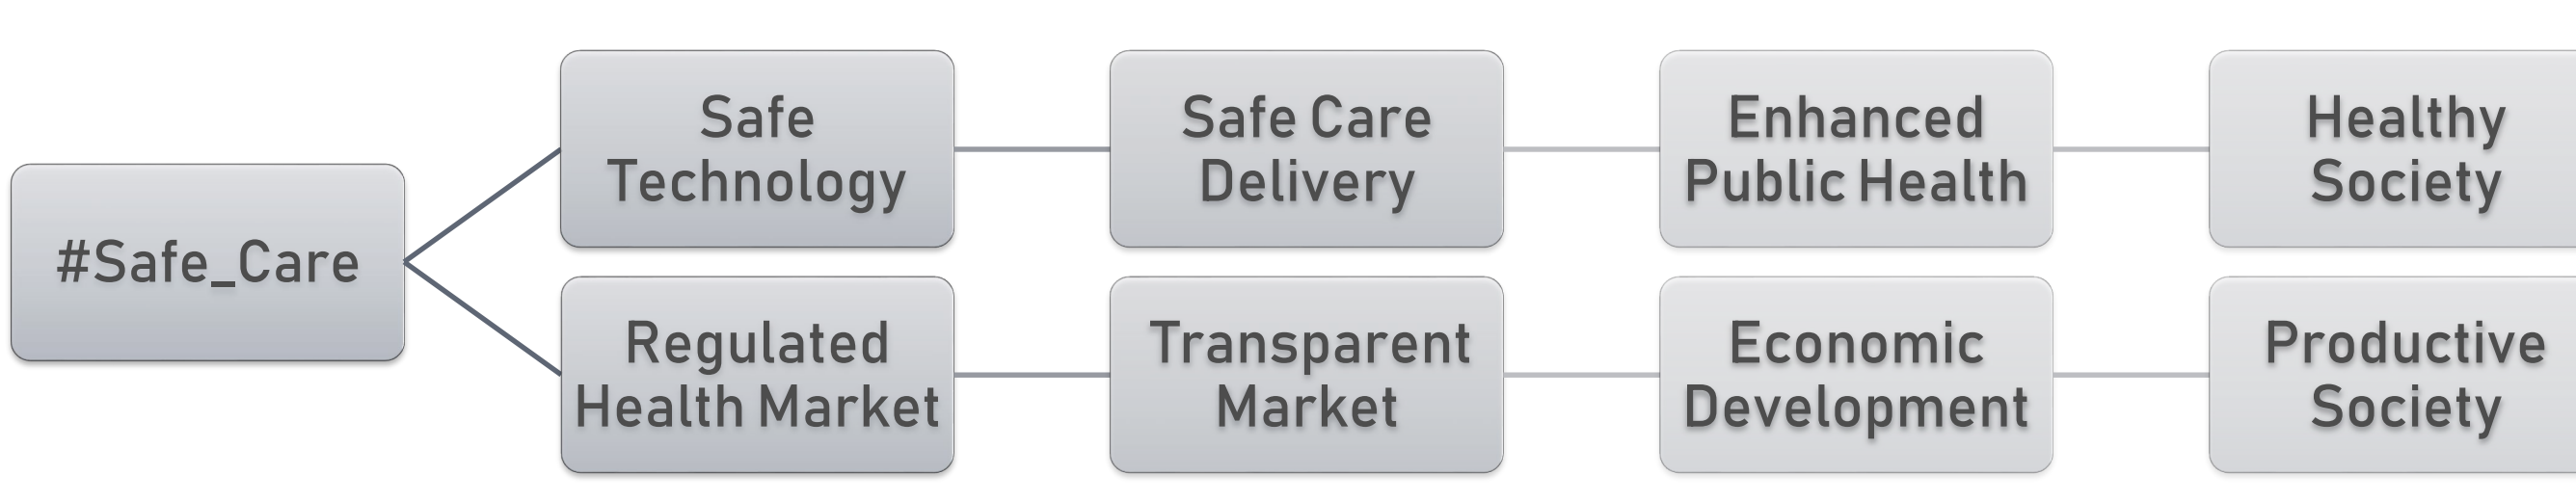 #Safe_Care
Safe
Technology
Safe Care
Delivery
Enhanced
Public Health
Healthy
Society
Regulated
Health Market
Transparent
Market
Economic
Development
Productive
Society